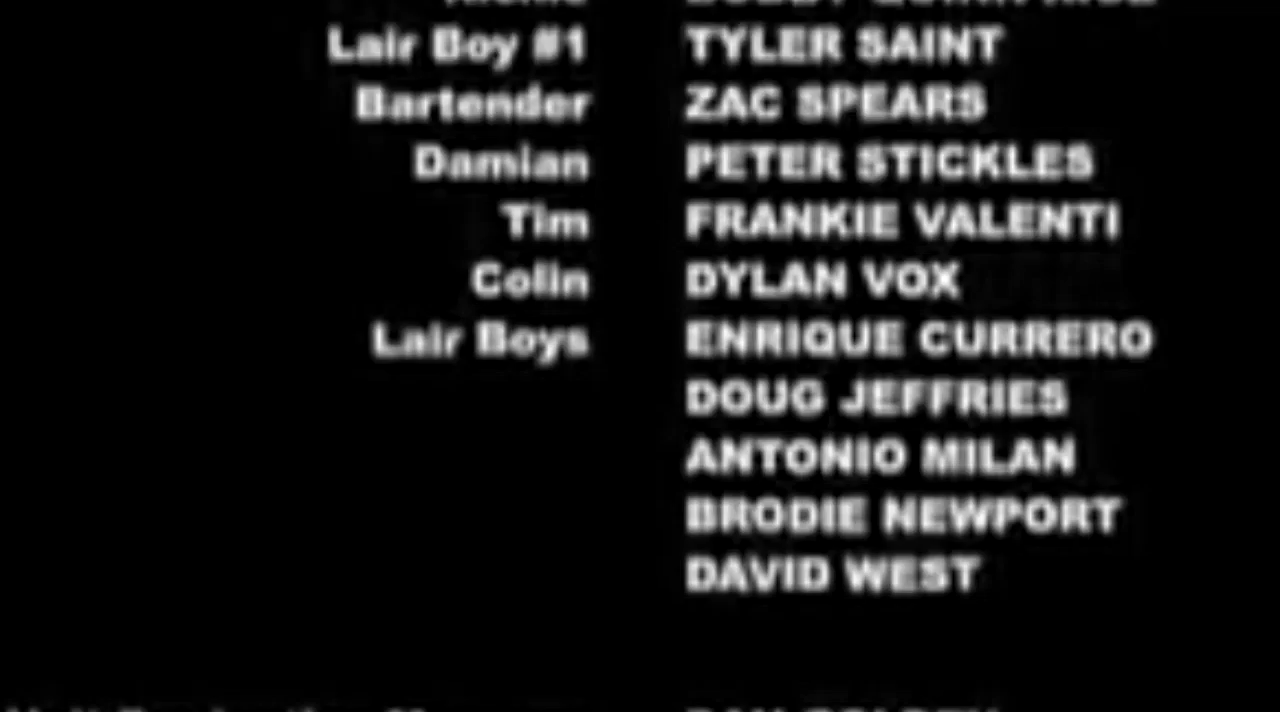 Lair Boy #1 TYLER SAINT
Bartender ZAC SPEARS
Damian PETER STICKLES
Tim FRANKIE VALENTI
Colin DYLAN VOX
Lair Boys ENRIQUE CURRERO
DOUG JEFFRIES
ANTONIO MILAN
BRODIE NEWPORT
DAVID WEST